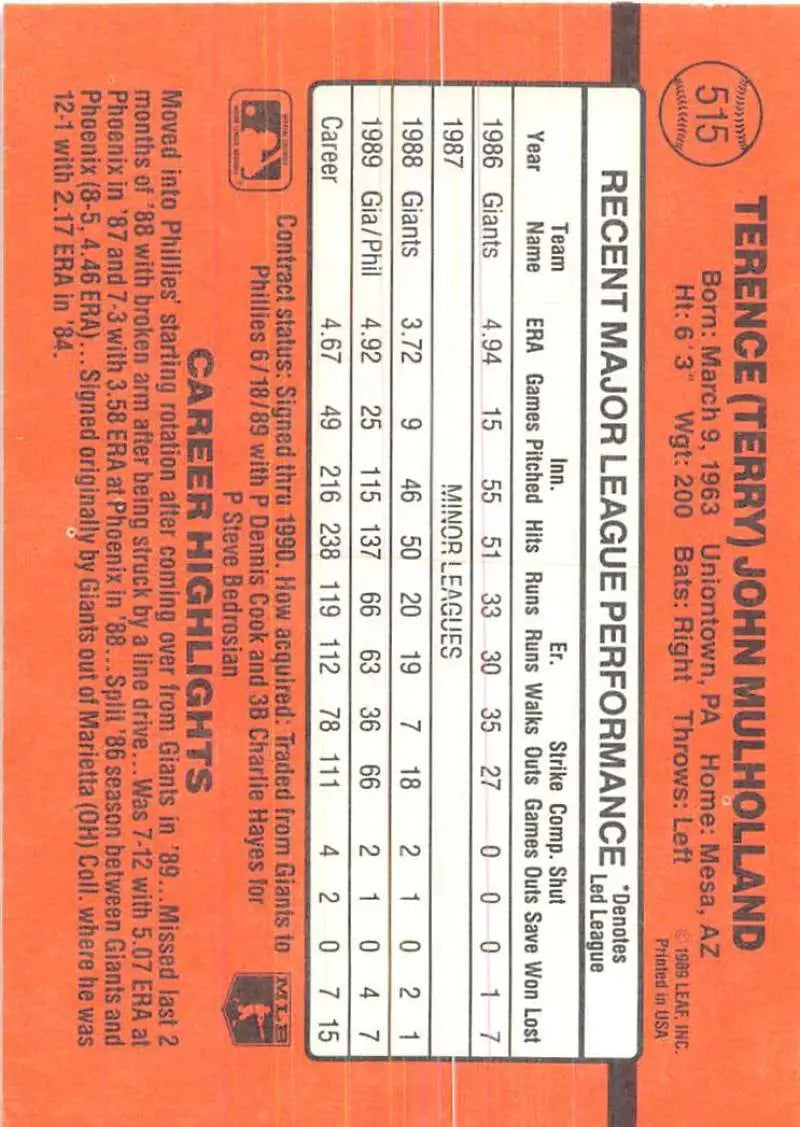 515
TERENCE (TERRY) JOHN MULHOLLAND
Born: March 9, 1963 Uniontown, PA Home: Mesa, AZ
Ht: 6' 3" Wgt: 200 Bats: Right Throws: Left
© 1989 LEAF, INC.
Printed in USA
RECENT MAJOR LEAGUE PERFORMANCE
*Denotes
Led League
Team Inn. Er. Strike Comp. Shut
Year Name ERA Games Pitched Hits Runs Runs Walks Outs Games Outs Save Won Lost
1986 Giants 4.94 15 55 51 33 30 35 27 0 0 0 1 7
1987 MINOR LEAGUES
1988 Giants 3.72 9 46 50 20 19 7 18 2 1 0 2 1
1989 Gia/Phil 4.92 25 115 137 66 63 36 66 2 1 0 4 7
Career 4.67 49 216 238 119 112 78 111 4 2 0 7 15
Contract status: Signed thru 1990. How acquired: Traded from Giants to
Phillies 6/18/89 with P Dennis Cook and 3B Charlie Hayes for
P Steve Bedrosian
MLB
CAREER HIGHLIGHTS
Moved into Phillies' starting rotation after coming over from Giants in '89...Missed last 2
months of '88 with broken arm after being struck by a line drive...Was 7-12 with 5.07 ERA at
Phoenix in '87 and 7-3 with 3.58 ERA at Phoenix in '88...Split '86 season between Giants and
Phoenix (8-5, 4.46 ERA)...Signed originally by Giants out of Marietta (OH) Coll. where he was
12-1 with 2.17 ERA in '84.